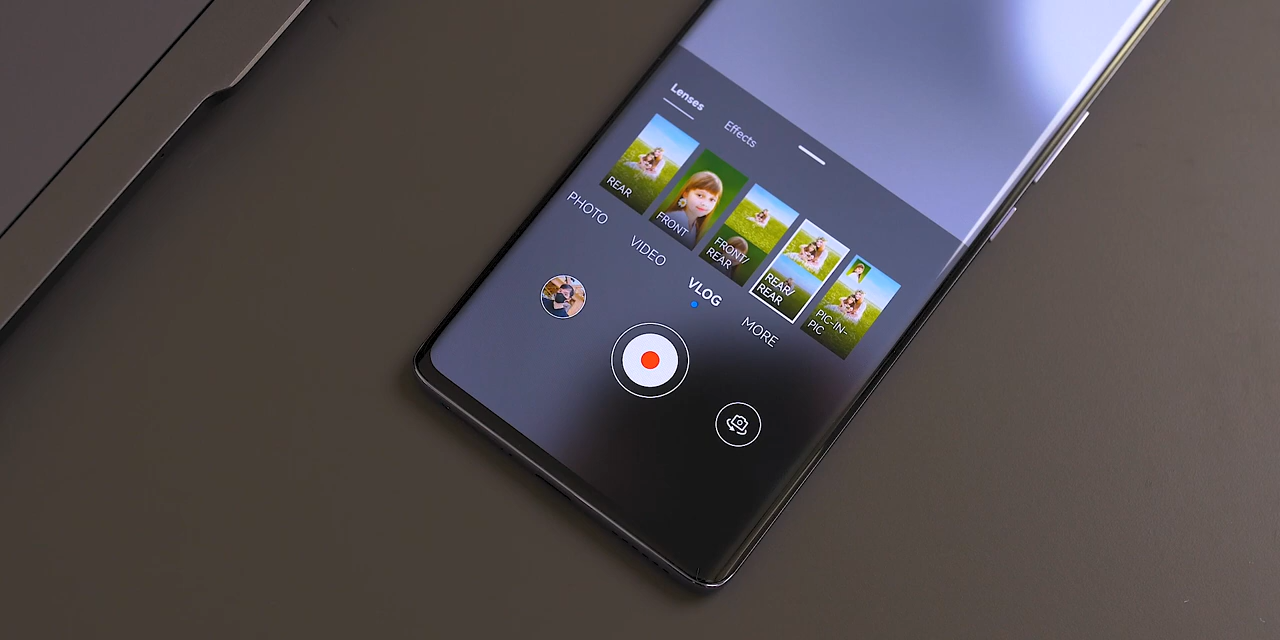 Lenses
Effects
REAR
FRONT
FRONT/
REAR
REAR/
REAR
PIC-IN-
PIC
PHOTO
VIDEO
VLOG
MORE